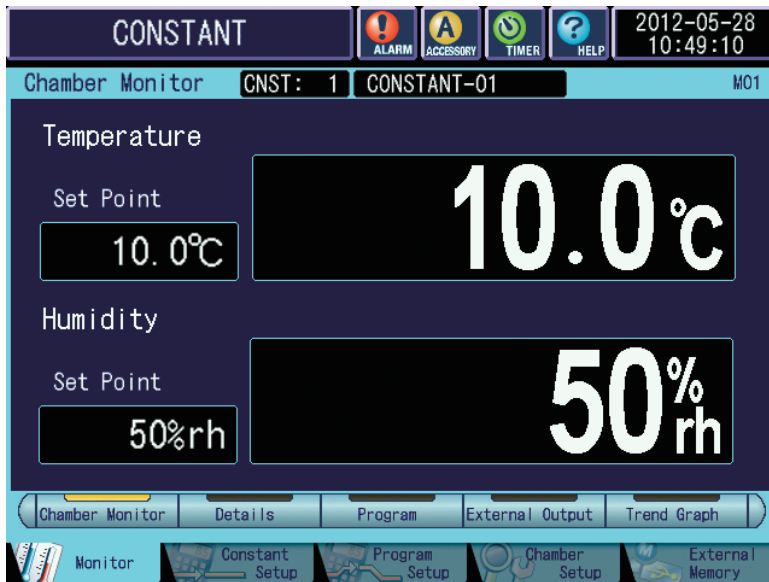 CONSTANT
ALARM
A
ACCESSORY
TIMER
?
HELP
2012-05-28
10:49:10
Chamber Monitor
CNST: 1
CONSTANT-01
M01
Temperature
Set Point
10.0℃
10.0℃
Humidity
Set Point
50%rh
50%
rh
Chamber Monitor
Details
Program
External Output
Trend Graph
Monitor
Constant
Setup
Program
Setup
Chamber
Setup
M
External
Memory